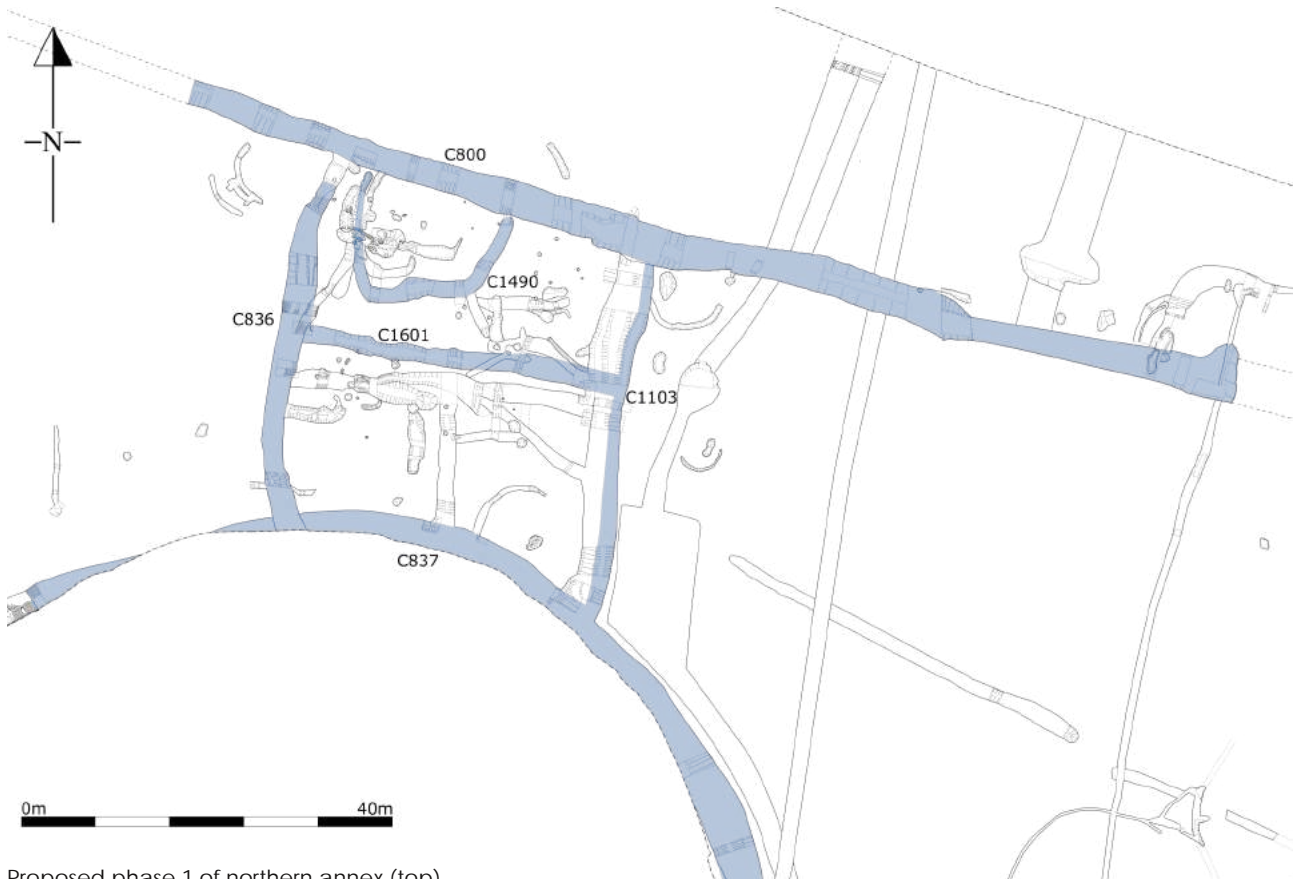 N
C800
C1490
C836
C1601
C1103
C837
0m 40m
Proposed phase 1 of northern annex (top)